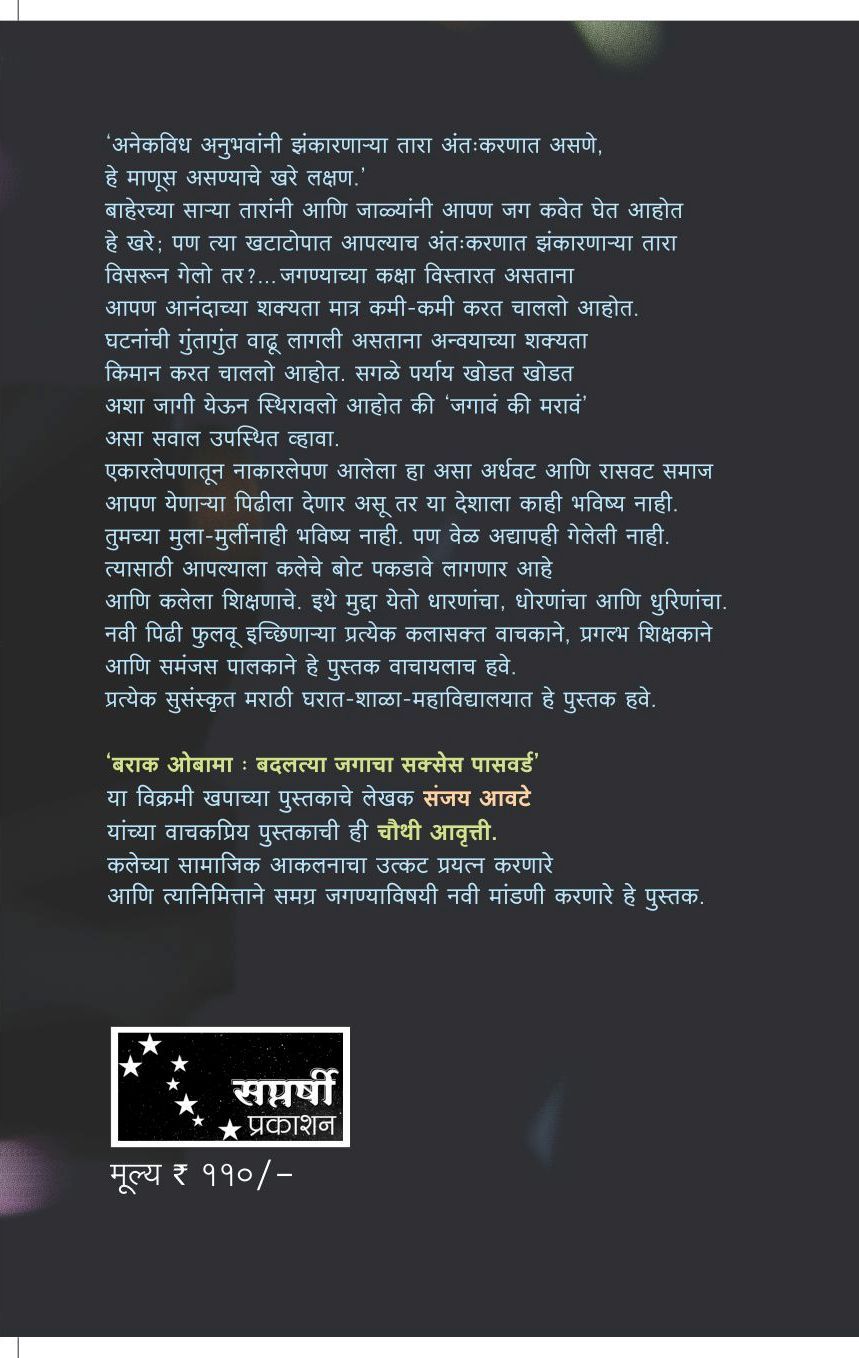 ‘अनेकविध अनुभवांनी झंकारणाऱ्या तारा अंतःकरणात असणे,
हे माणूस असण्याचे खरे लक्षण.’
बाहेरच्या साऱ्या तारांनी आणि जाळ्यांनी आपण जग कवेत घेत आहोत
हे खरे; पण त्या खटाटोपात आपल्याच अंतःकरणात झंकारणाऱ्या तारा
विसरून गेलो तर?... जगण्याच्या कक्षा विस्तारत असताना
आपण आनंदाच्या शक्यता मात्र कमी-कमी करत चाललो आहोत.
घटनांची गुंतागुंत वाढू लागली असताना अन्वयाच्या शक्यता
किमान करत चाललो आहोत. सगळे पर्याय खोडत खोडत
अशा जागी येऊन स्थिरावलो आहोत की ‘जगावं की मरावं’
असा सवाल उपस्थित व्हावा.
एकारलेपणातून नाकारलेपण आलेला हा असा अर्धवट आणि रासवट समाज
आपण येणाऱ्या पिढीला देणार असू तर या देशाला काही भविष्य नाही.
तुमच्या मुला-मुलींनाही भविष्य नाही. पण वेळ अद्यापही गेलेली नाही.
त्यासाठी आपल्याला कलेचे बोट पकडावे लागणार आहे
आणि कलेला शिक्षणाचे. इथे मुद्दा येतो धारणांचा, धोरणांचा आणि धुरिणांचा.
नवी पिढी फुलवू इच्छिणाऱ्या प्रत्येक कलासक्त वाचकाने, प्रगल्भ शिक्षकाने
आणि समंजस पालकाने हे पुस्तक वाचायलाच हवे.
प्रत्येक सुसंस्कृत मराठी घरात-शाळा-महाविद्यालयात हे पुस्तक हवे.
‘बराक ओबामा : बदलत्या जगाचा सक्सेस पासवर्ड’
या विक्रमी खपाच्या पुस्तकाचे लेखक संजय आवटे
यांच्या वाचकप्रिय पुस्तकाची ही चौथी आवृत्ती.
कलेच्या सामाजिक आकलनाचा उत्कट प्रयत्न करणारे
आणि त्यानिमित्ताने समग्र जगण्याविषयी नवी मांडणी करणारे हे पुस्तक.
सप्तर्षी
प्रकाशन
मूल्य ₹ ११०/–